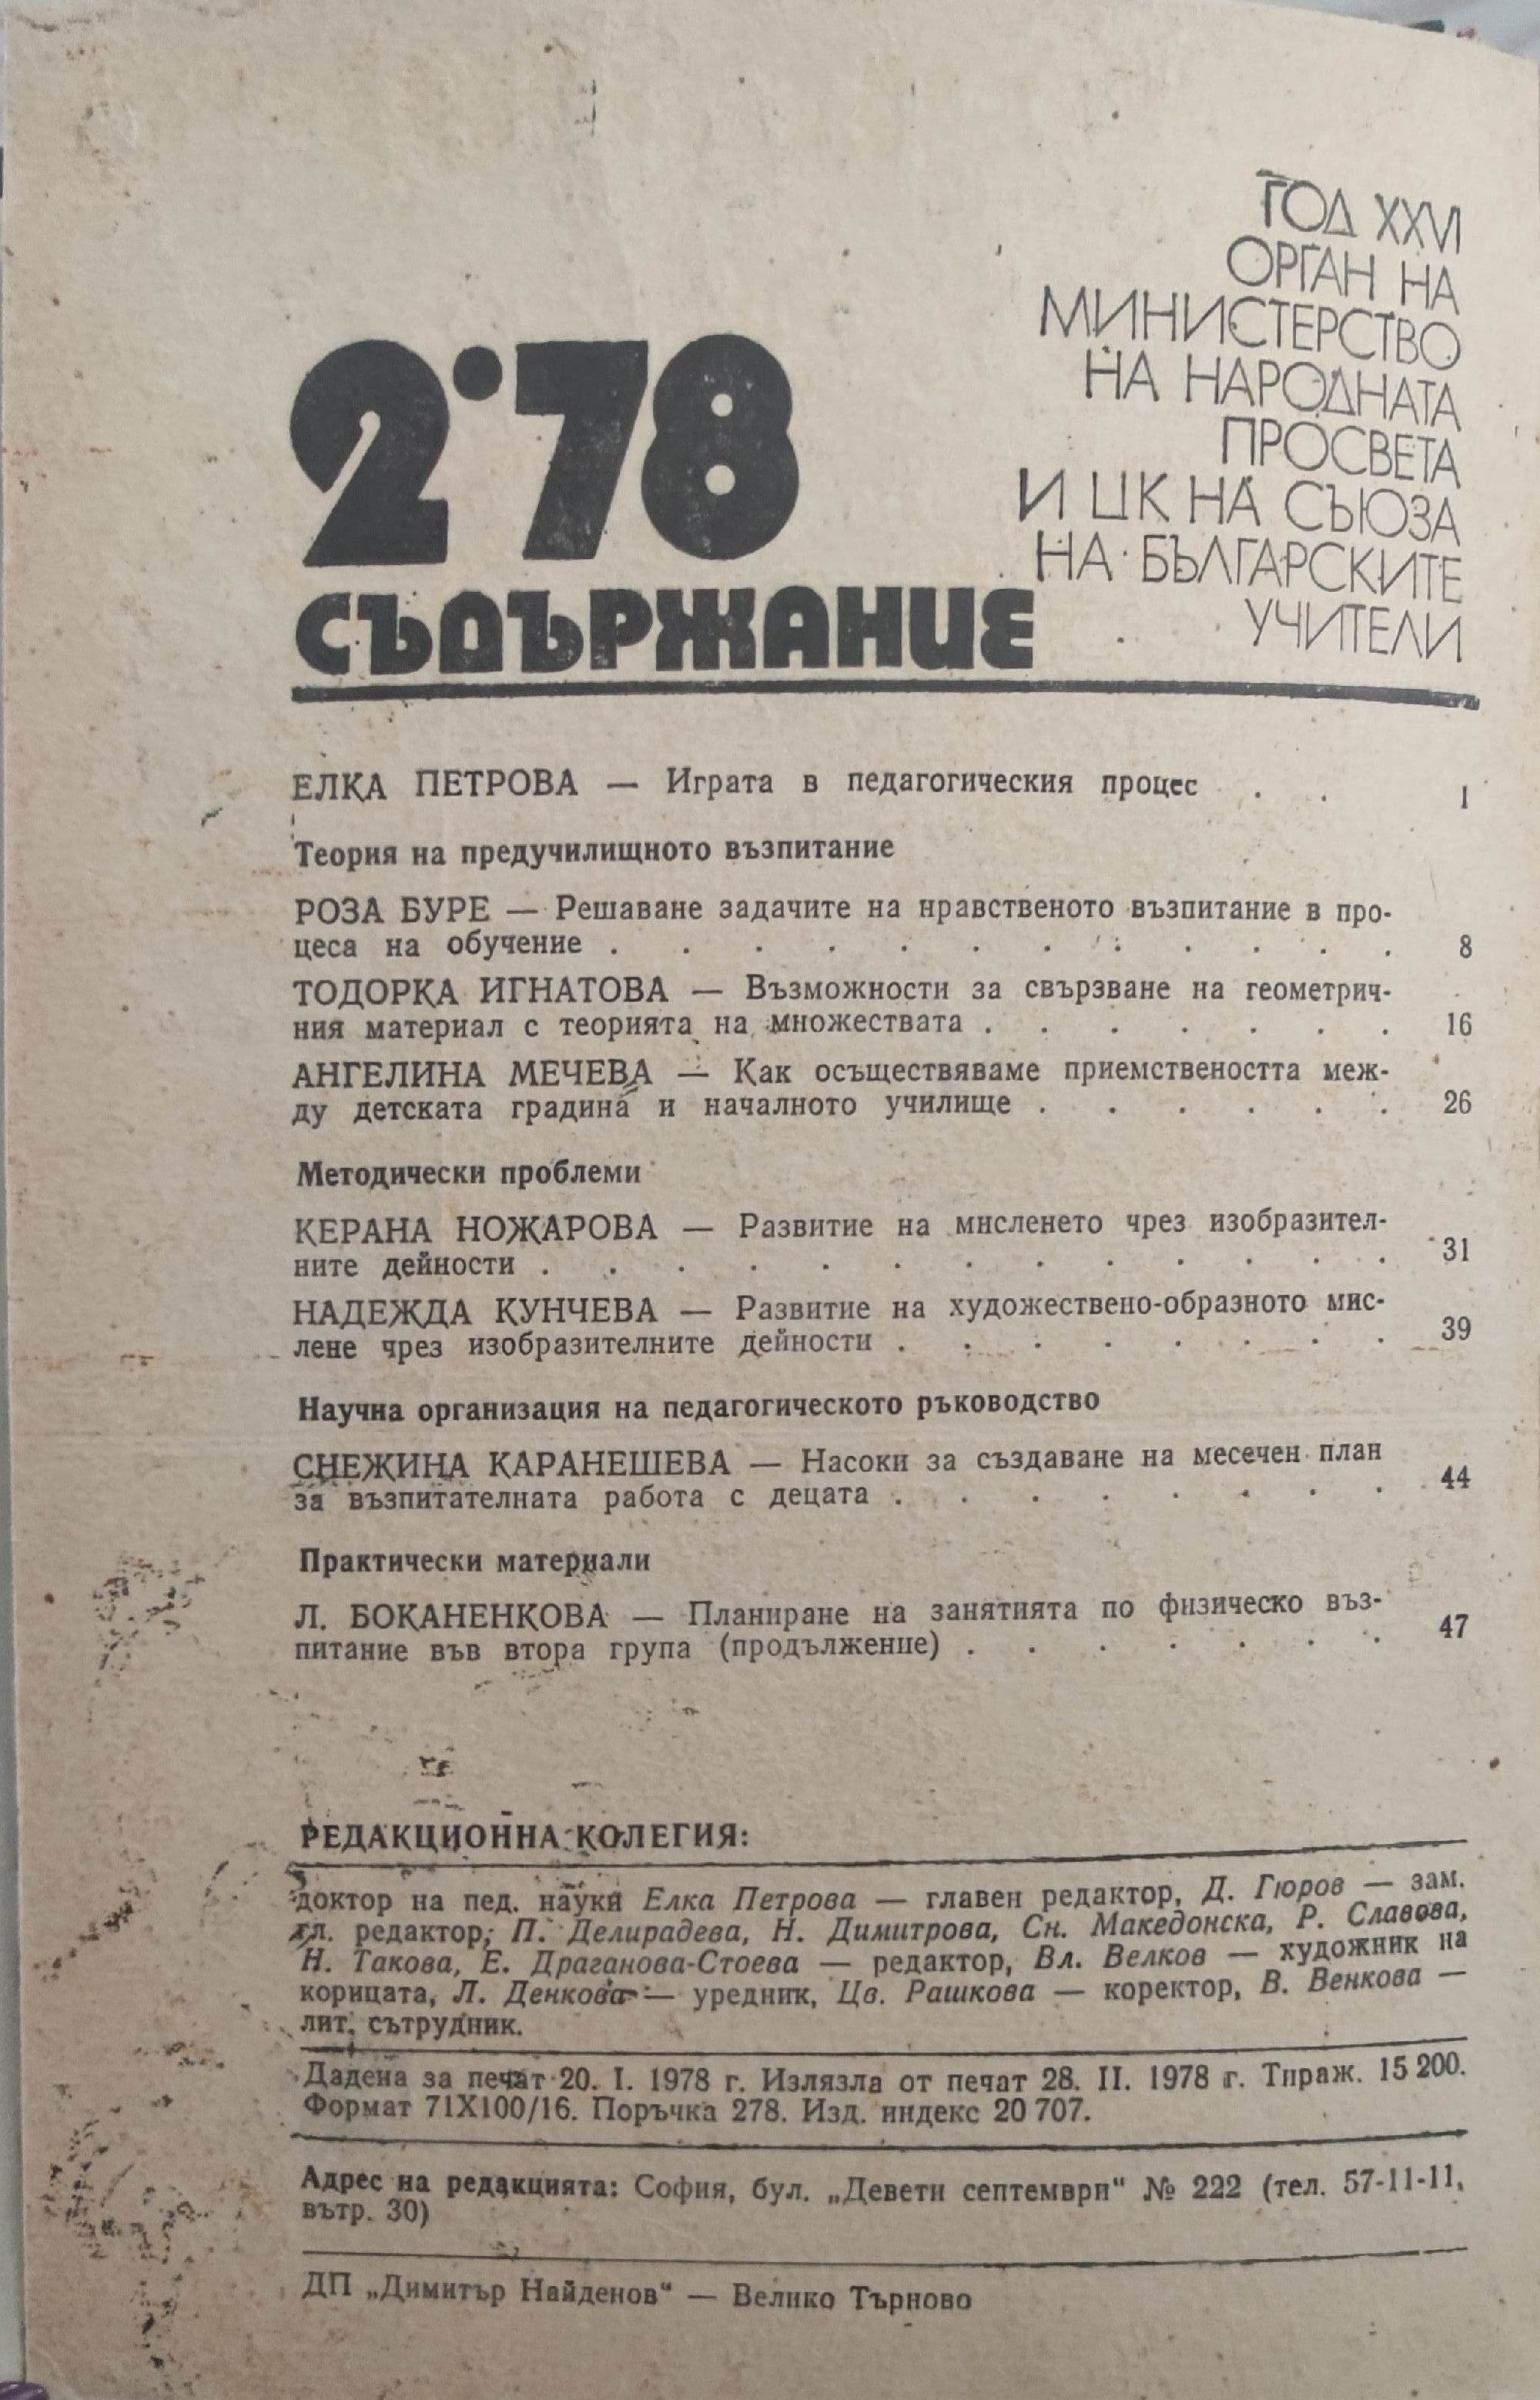 ГОД XXVI
ОРГАН НА
МИНИСТЕРСТВО
НА НАРОДНАТА
ПРОСВЕТА
И ЦК НА СЪЮЗА
НА БЪЛГАРСКИТЕ
УЧИТЕЛИ
2·78
СЪДЪРЖАНИЕ
ЕЛКА ПЕТРОВА — Играта в педагогическия процес . . 1
Теория на предучилищното възпитание
РОЗА БУРЕ — Решаване задачите на нравственото възпитание в про-
цеса на обучение . . . . . . . . . . . . 8
ТОДОРКА ИГНАТОВА — Възможности за свързване на геометрич-
ния материал с теорията на множествата . . . . . . . 16
АНГЕЛИНА МЕЧЕВА — Как осъществяваме приемствеността меж-
ду детската градина и началното училище . . . . . . 26
Методически проблеми
КЕРАНА НОЖАРОВА — Развитие на мисленето чрез изобразител-
ните дейности . . . . . . . . . . . . . 31
НАДЕЖДА КУНЧЕВА — Развитие на художествено-образното мис-
лене чрез изобразителните дейности . . . . . . . . 39
Научна организация на педагогическото ръководство
СНЕЖИНА КАРАНЕШЕВА — Насоки за създаване на месечен план
за възпитателната работа с децата . . . . . . . . 44
Практически материали
Л. БОКАНЕНКОВА — Планиране на занятията по физическо въз-
питание във втора група (продължение) . . . . . . . 47
РЕДАКЦИОННА КОЛЕГИЯ:
доктор на пед. науки Елка Петрова — главен редактор, Д. Гюров — зам.
гл. редактор, П. Делирадева, Н. Димитрова, Сн. Македонска, Р. Славова,
Н. Такова, Е. Драганова-Стоева — редактор, Вл. Велков — художник на
корицата, Л. Денкова — уредник, Цв. Рашкова — коректор, В. Венкова —
лит. сътрудник.
Дадена за печат 20. I. 1978 г. Излязла от печат 28. II. 1978 г. Тираж. 15 200.
Формат 71X100/16. Поръчка 278. Изд. индекс 20 707.
Адрес на редакцията: София, бул. „Девети септември“ № 222 (тел. 57-11-11,
вътр. 30)
ДП „Димитър Найденов“ — Велико Търново